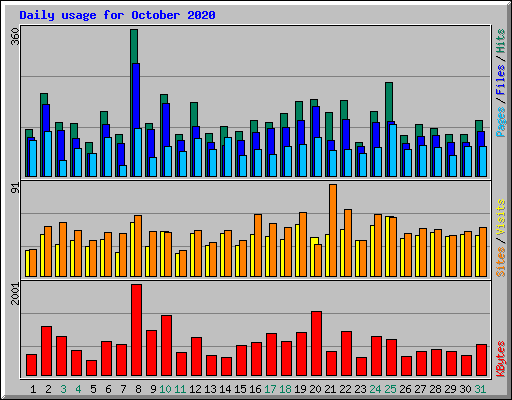 Daily usage for October 2020
360
Pages / Files / Hits
91
Sites / Visits
2001
KBytes
1 2 3 4 5 6 7 8 9 10 11 12 13 14 15 16 17 18 19 20 21 22 23 24 25 26 27 28 29 30 31